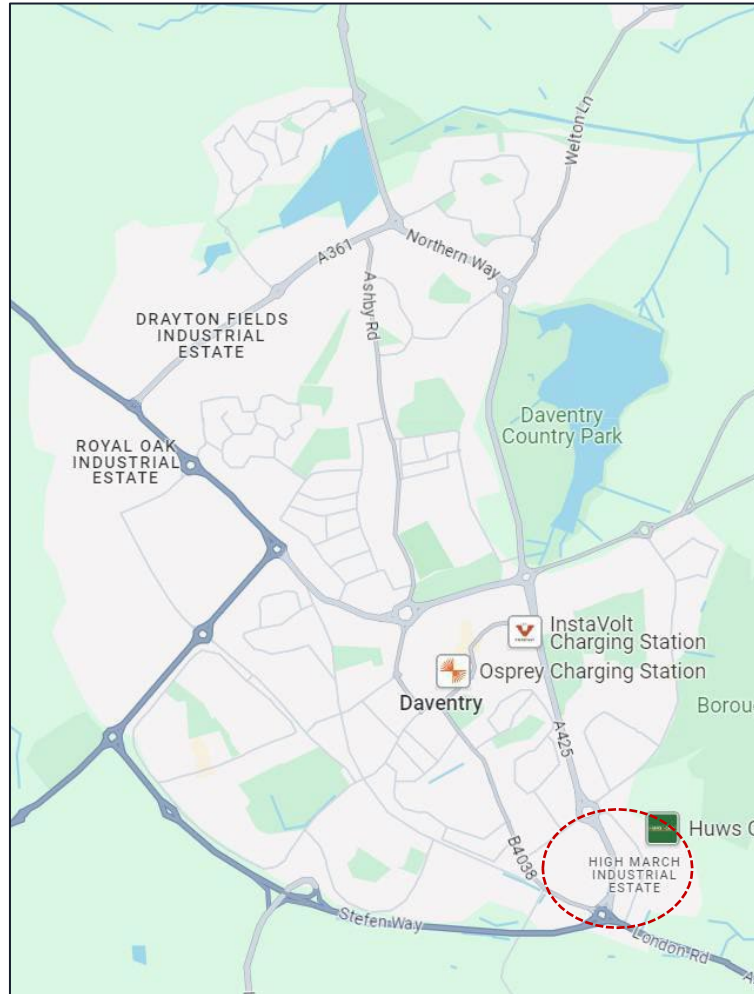 Welton Ln
Northern Way
A361
Ashby Rd
DRAYTON FIELDS
INDUSTRIAL
ESTATE
Daventry
Country Park
ROYAL OAK
INDUSTRIAL
ESTATE
InstaVolt
Charging Station
Osprey Charging Station
Daventry
Borou
A425
Huws
B4038
HIGH MARCH
INDUSTRIAL
ESTATE
Stefen Way
London Rd